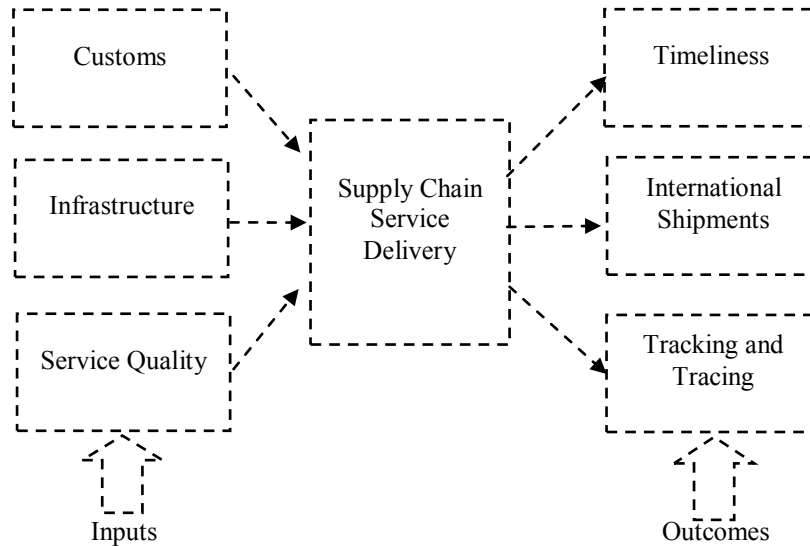 Customs
Infrastructure
Service Quality
Inputs
Supply Chain
Service
Delivery
Timeliness
International
Shipments
Tracking and
Tracing
Outcomes